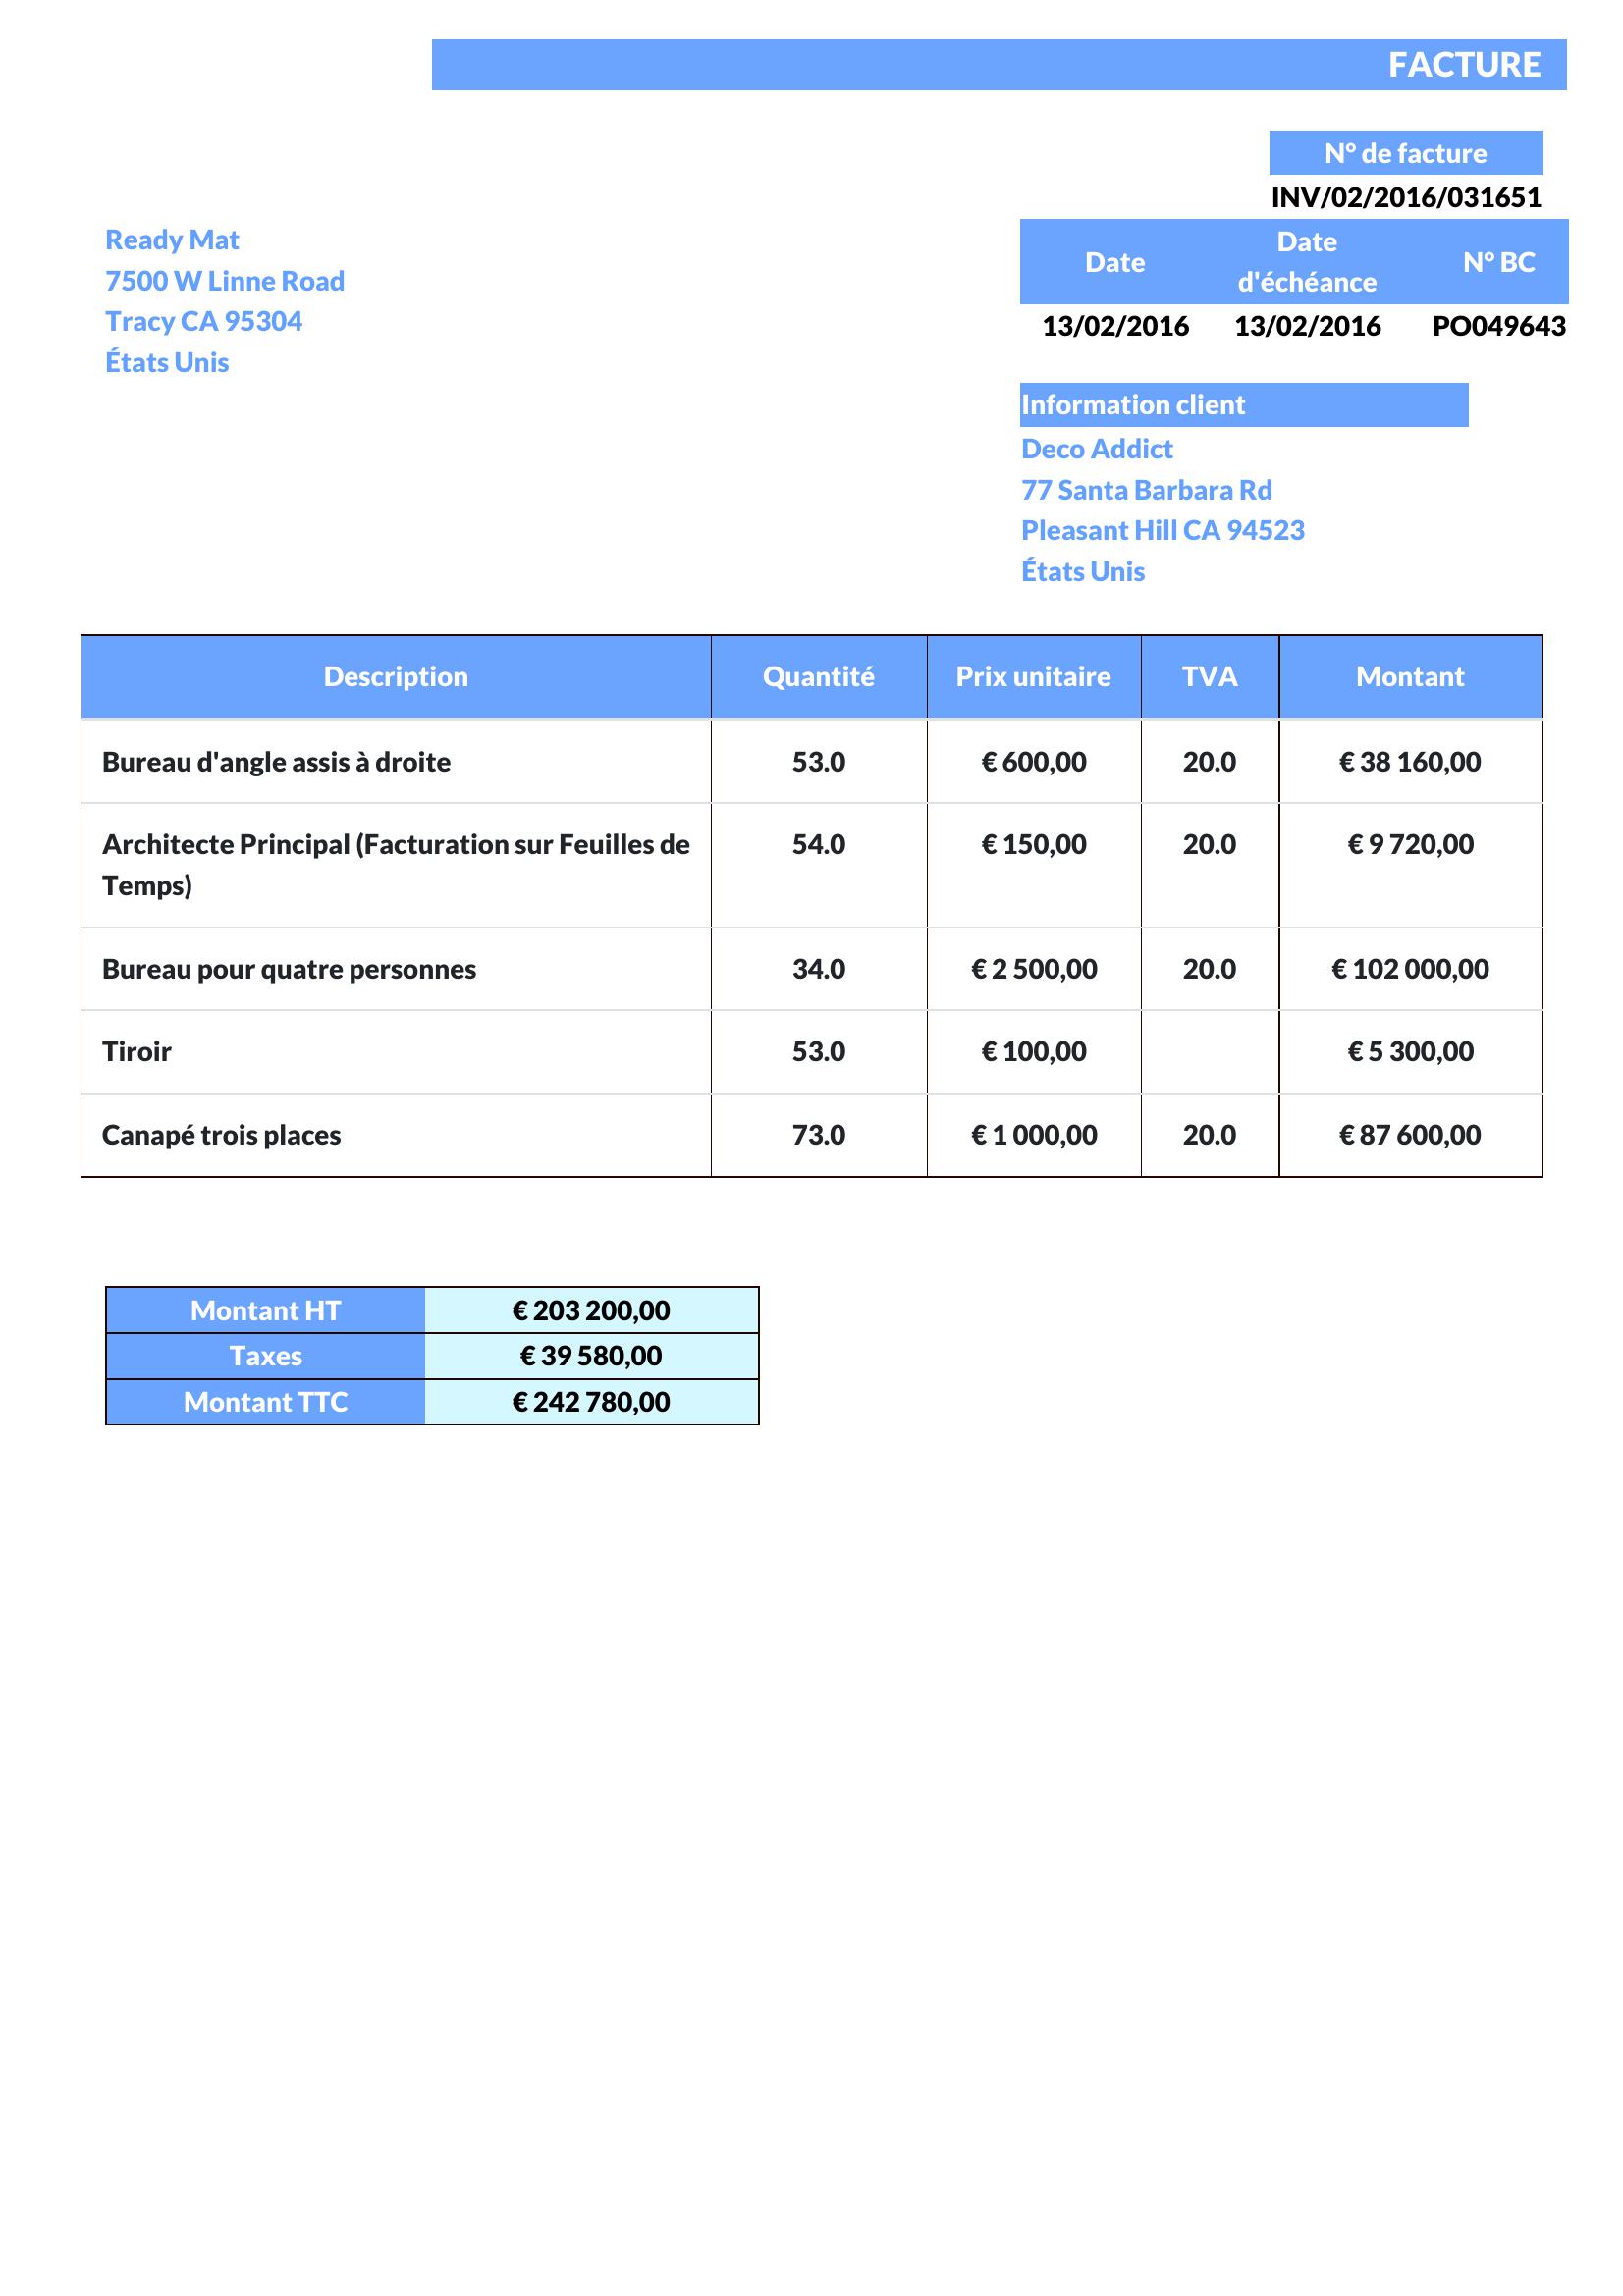 FACTURE
N° de facture
INV/02/2016/031651
Ready Mat
7500 W Linne Road
Tracy CA 95304
États Unis
Date Date d'échéance N° BC
13/02/2016 13/02/2016 PO049643
Information client
Deco Addict
77 Santa Barbara Rd
Pleasant Hill CA 94523
États Unis
Description Quantité Prix unitaire TVA Montant
Bureau d'angle assis à droite 53.0 € 600,00 20.0 € 38 160,00
Architecte Principal (Facturation sur Feuilles de 54.0 € 150,00 20.0 € 9 720,00
Temps)
Bureau pour quatre personnes 34.0 € 2 500,00 20.0 € 102 000,00
Tiroir 53.0 € 100,00 € 5 300,00
Canapé trois places 73.0 € 1 000,00 20.0 € 87 600,00
Montant HT € 203 200,00
Taxes € 39 580,00
Montant TTC € 242 780,00